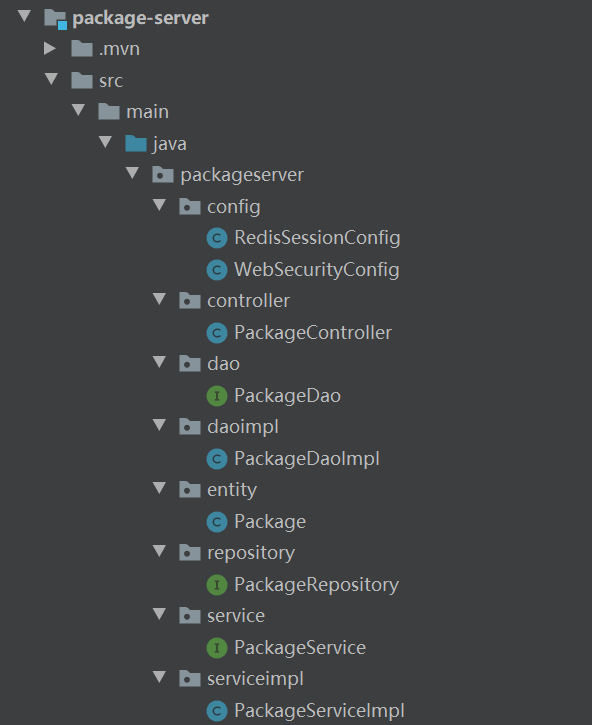 package-server
.mvn
src
main
java
packageserver
config
C RedisSessionConfig
C WebSecurityConfig
controller
C PackageController
dao
I PackageDao
daoimpl
C PackageDaoImpl
entity
C Package
repository
I PackageRepository
service
I PackageService
serviceimpl
C PackageServiceImpl